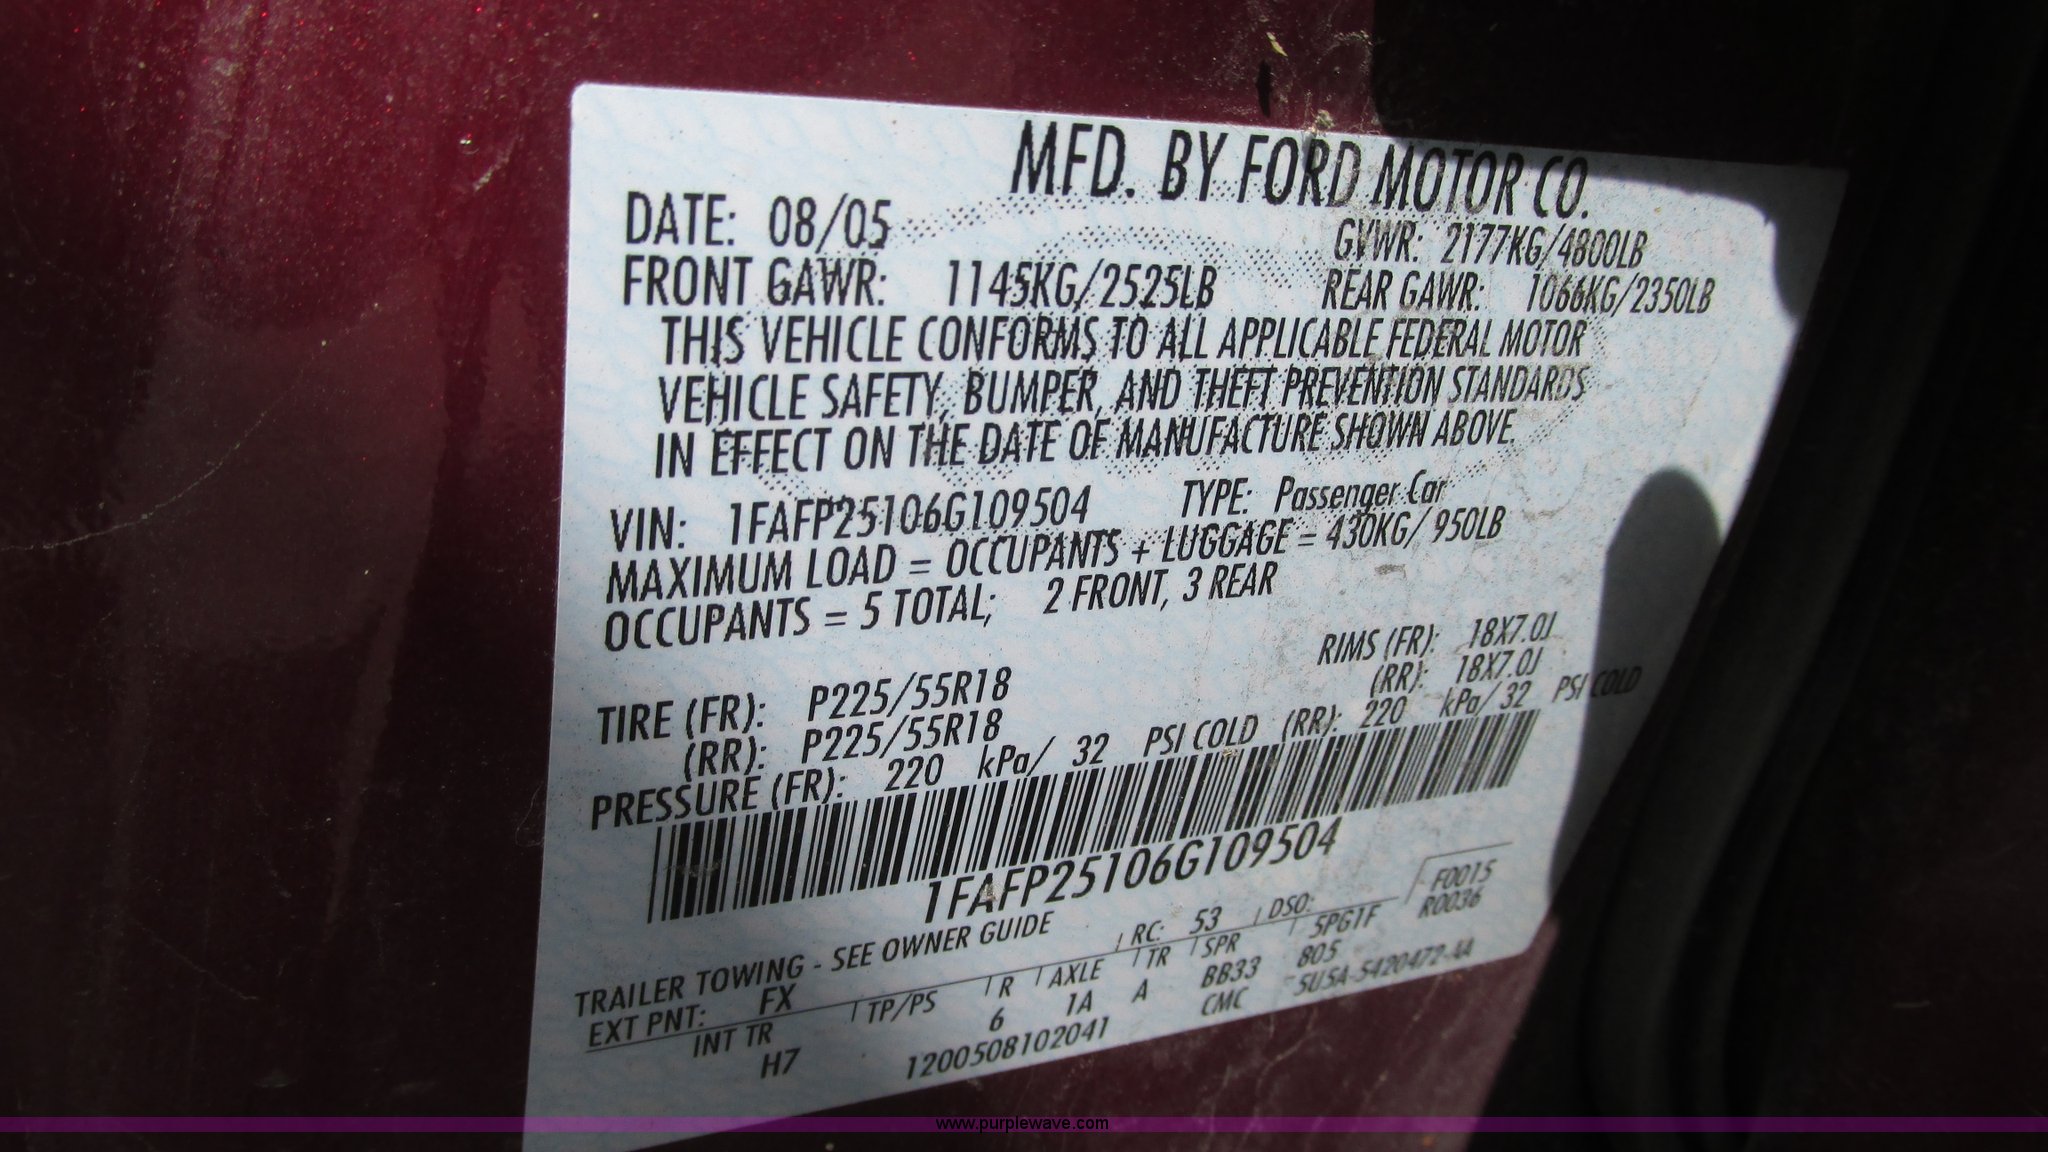 MFD. BY FORD MOTOR CO.
DATE: 08/05 GVWR: 2177KG/4800LB
FRONT GAWR: 1145KG/2525LB REAR GAWR: 1066KG/2350LB
THIS VEHICLE CONFORMS TO ALL APPLICABLE FEDERAL MOTOR
VEHICLE SAFETY, BUMPER, AND THEFT PREVENTION STANDARDS
IN EFFECT ON THE DATE OF MANUFACTURE SHOWN ABOVE.
VIN: 1FAFP25106G109504 TYPE: Passenger Car
MAXIMUM LOAD = OCCUPANTS + LUGGAGE = 430KG/ 950LB
OCCUPANTS = 5 TOTAL; 2 FRONT, 3 REAR
TIRE (FR): P225/55R18 RIMS (FR): 18X7.0J
(RR): P225/55R18 (RR): 18X7.0J
PRESSURE (FR): 220 kPa/ 32 PSI COLD (RR): 220 kPa/ 32 PSI COLD
1FAFP25106G109504
TRAILER TOWING - SEE OWNER GUIDE F0015
EXT PNT: FX RC: 53 DSO: R0036
INT TR TP/PS R AXLE TR SPR 5PG1F
H7 6 1A A BB33 805
1200508102041 CMC 5U5A-5420472-AA
www.purplewave.com